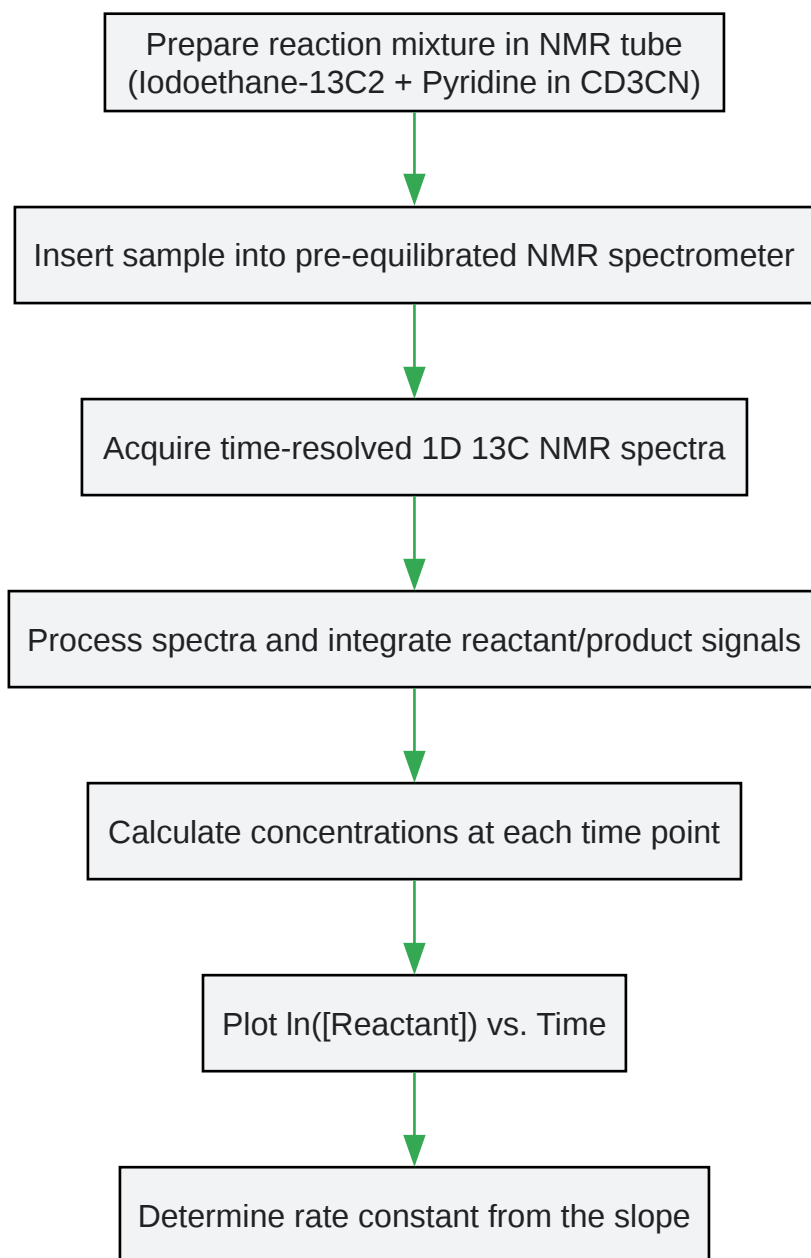 Prepare reaction mixture in NMR tube
(Iodoethane-13C2 + Pyridine in CD3CN)
Insert sample into pre-equilibrated NMR spectrometer
Acquire time-resolved 1D 13C NMR spectra
Process spectra and integrate reactant/product signals
Calculate concentrations at each time point
Plot ln([Reactant]) vs. Time
Determine rate constant from the slope